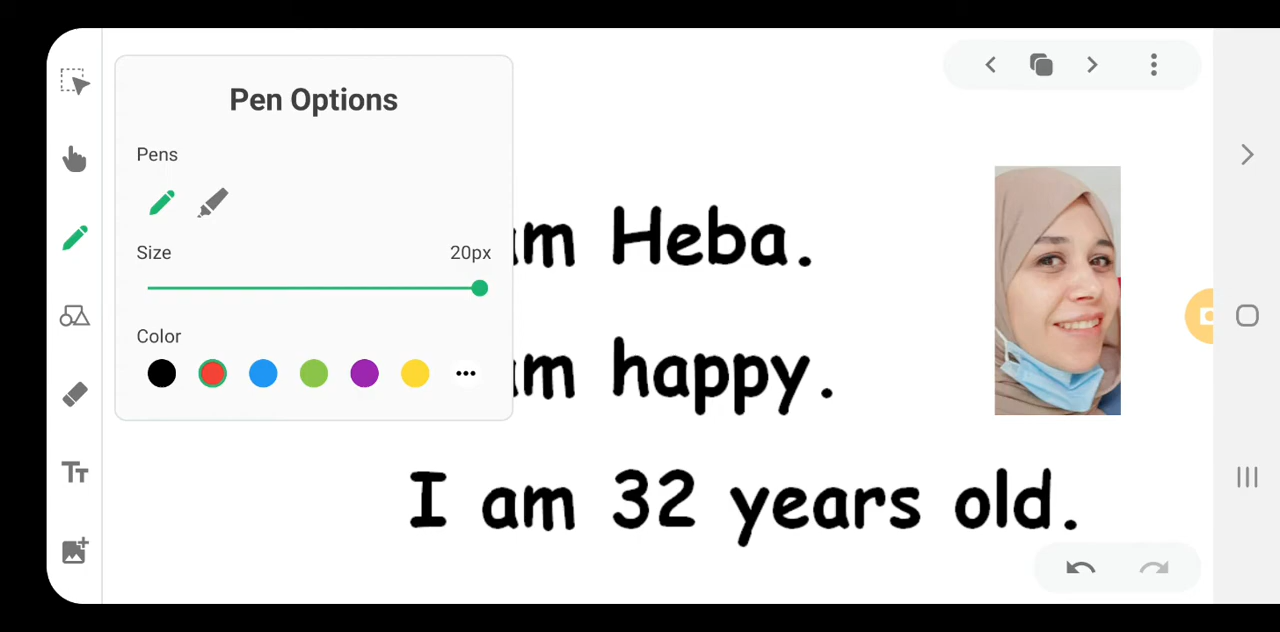 Pen Options
Pens
Size 20px
Color
am Heba.
am happy.
I am 32 years old.